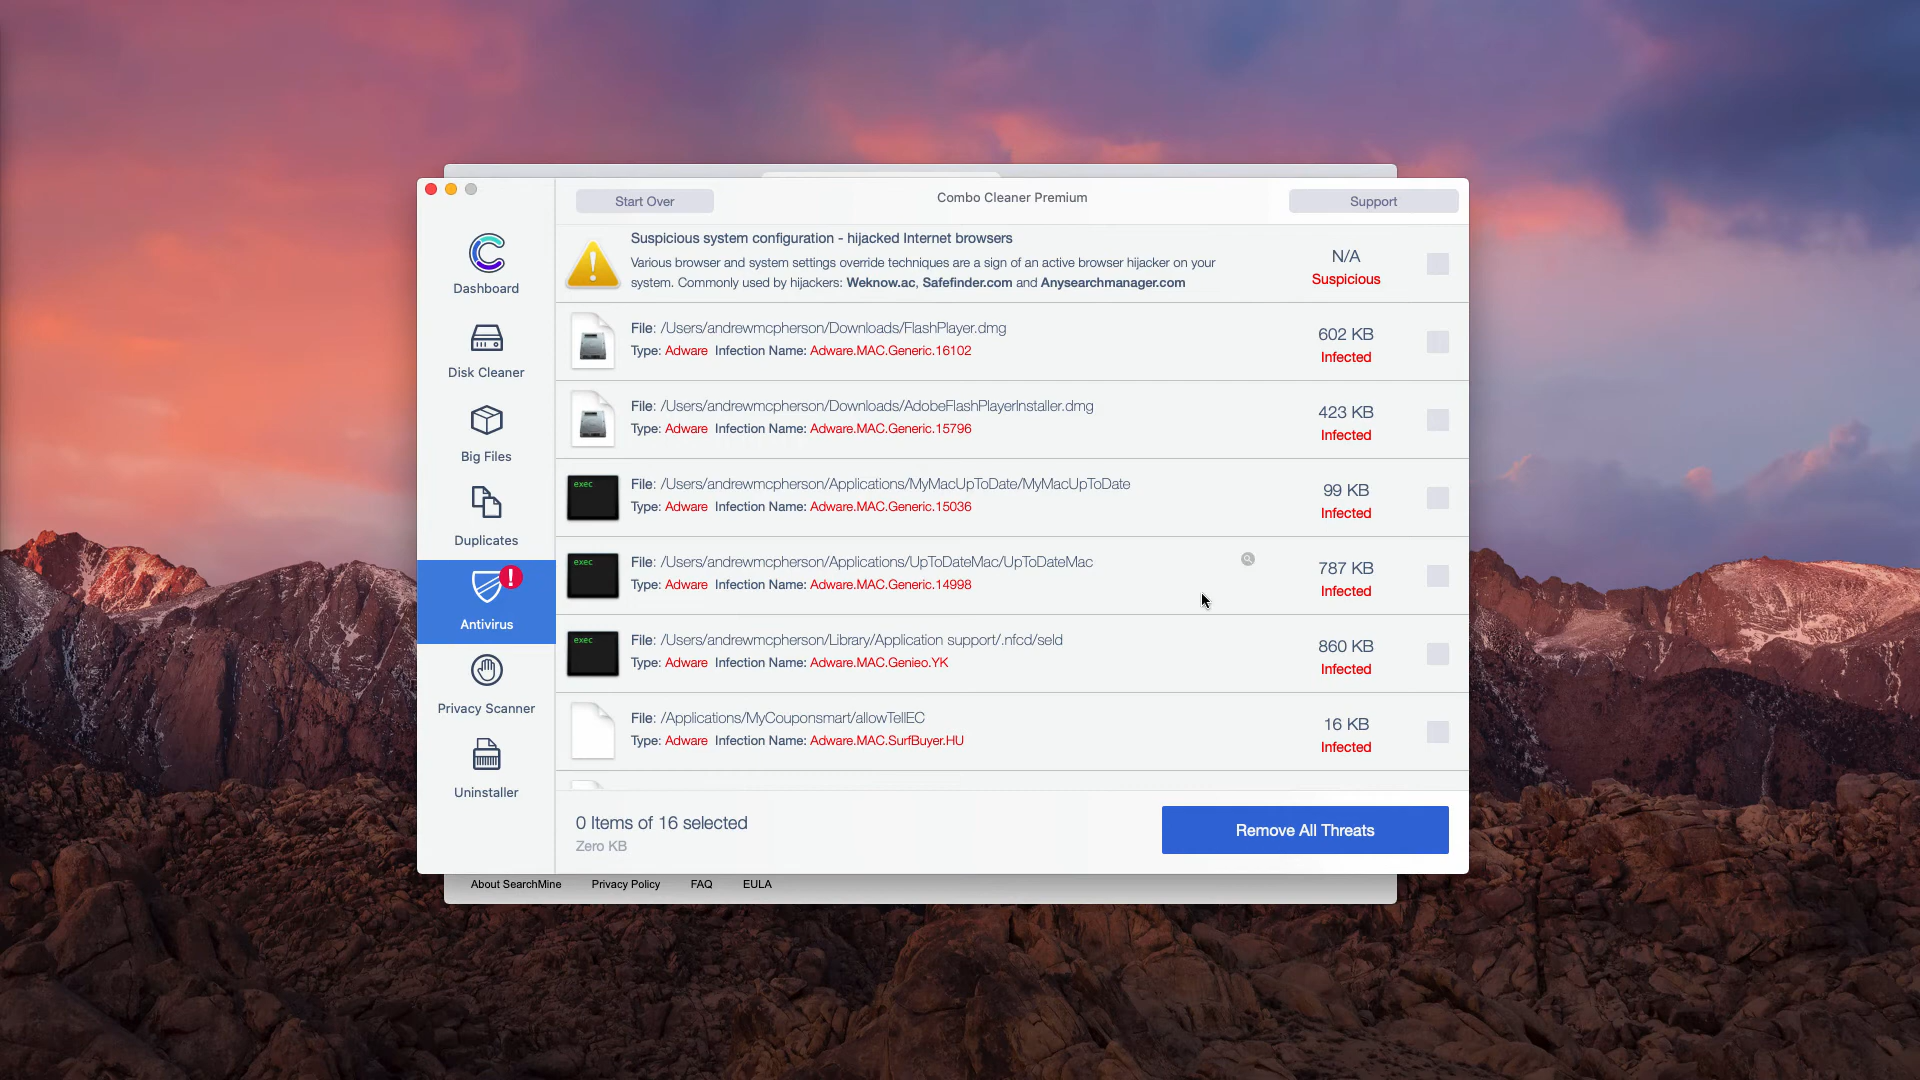 Start Over
Combo Cleaner Premium
Support
Dashboard
Disk Cleaner
Big Files
Duplicates
!
Antivirus
Privacy Scanner
Uninstaller
Suspicious system configuration - hijacked Internet browsers
Various browser and system settings override techniques are a sign of an active browser hijacker on your
system. Commonly used by hijackers: Weknow.ac, Safefinder.com and Anysearchmanager.com
N/A
Suspicious
File: /Users/andrewmcpherson/Downloads/FlashPlayer.dmg
Type: Adware Infection Name: Adware.MAC.Generic.16102
602 KB
Infected
File: /Users/andrewmcpherson/Downloads/AdobeFlashPlayerInstaller.dmg
Type: Adware Infection Name: Adware.MAC.Generic.15796
423 KB
Infected
exec
File: /Users/andrewmcpherson/Applications/MyMacUpToDate/MyMacUpToDate
Type: Adware Infection Name: Adware.MAC.Generic.15036
99 KB
Infected
exec
File: /Users/andrewmcpherson/Applications/UpToDateMac/UpToDateMac
Type: Adware Infection Name: Adware.MAC.Generic.14998
787 KB
Infected
exec
File: /Users/andrewmcpherson/Library/Application support/.nfcd/seld
Type: Adware Infection Name: Adware.MAC.Genieo.YK
860 KB
Infected
File: /Applications/MyCouponsmart/allowTellEC
Type: Adware Infection Name: Adware.MAC.SurfBuyer.HU
16 KB
Infected
0 Items of 16 selected
Zero KB
Remove All Threats
About SearchMine
Privacy Policy
FAQ
EULA